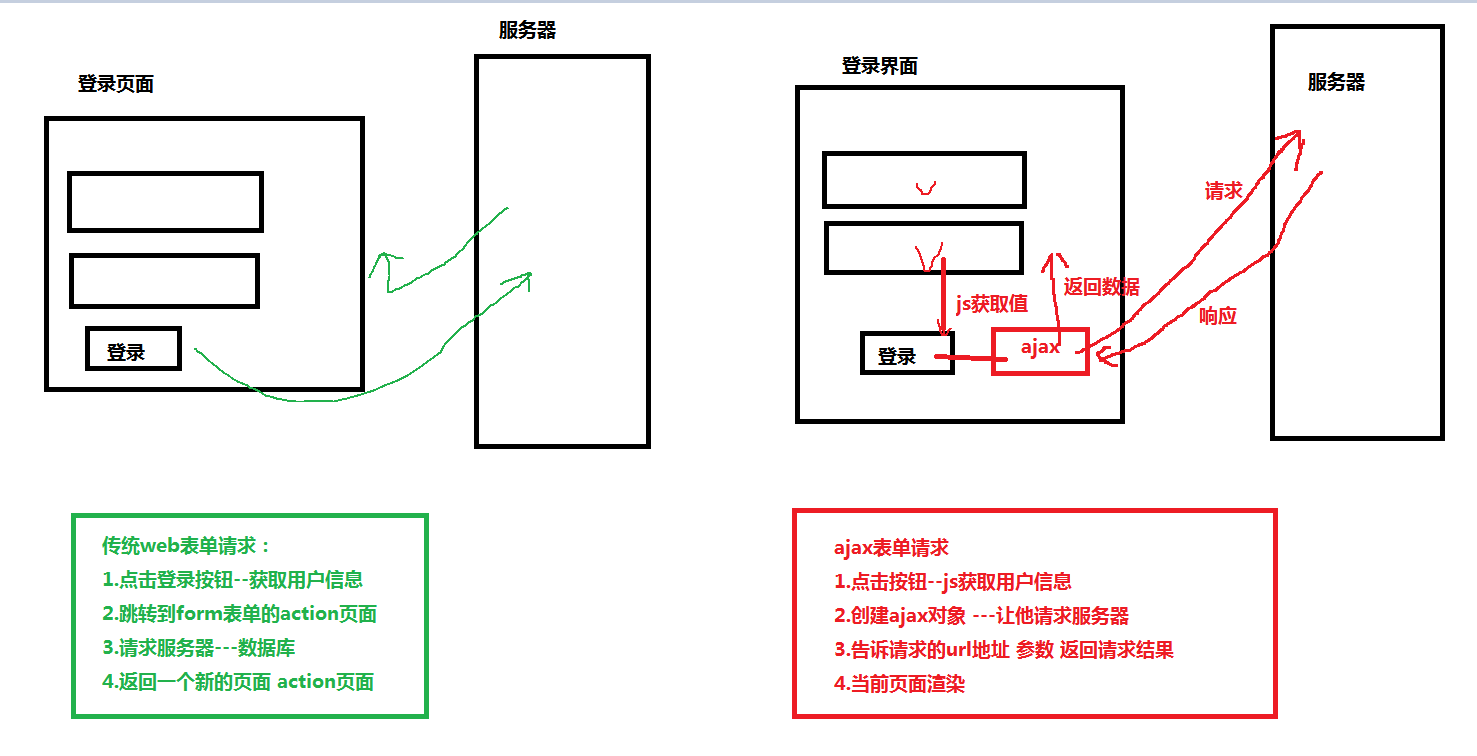 服务器
登录页面
登录
传统web表单请求：
1.点击登录按钮--获取用户信息
2.跳转到form表单的action页面
3.请求服务器---数据库
4.返回一个新的页面 action页面
登录界面
服务器
请求
返回数据
js获取值
响应
登录
ajax
ajax表单请求
1.点击按钮--js获取用户信息
2.创建ajax对象 ---让他请求服务器
3.告诉请求的url地址 参数 返回请求结果
4.当前页面渲染